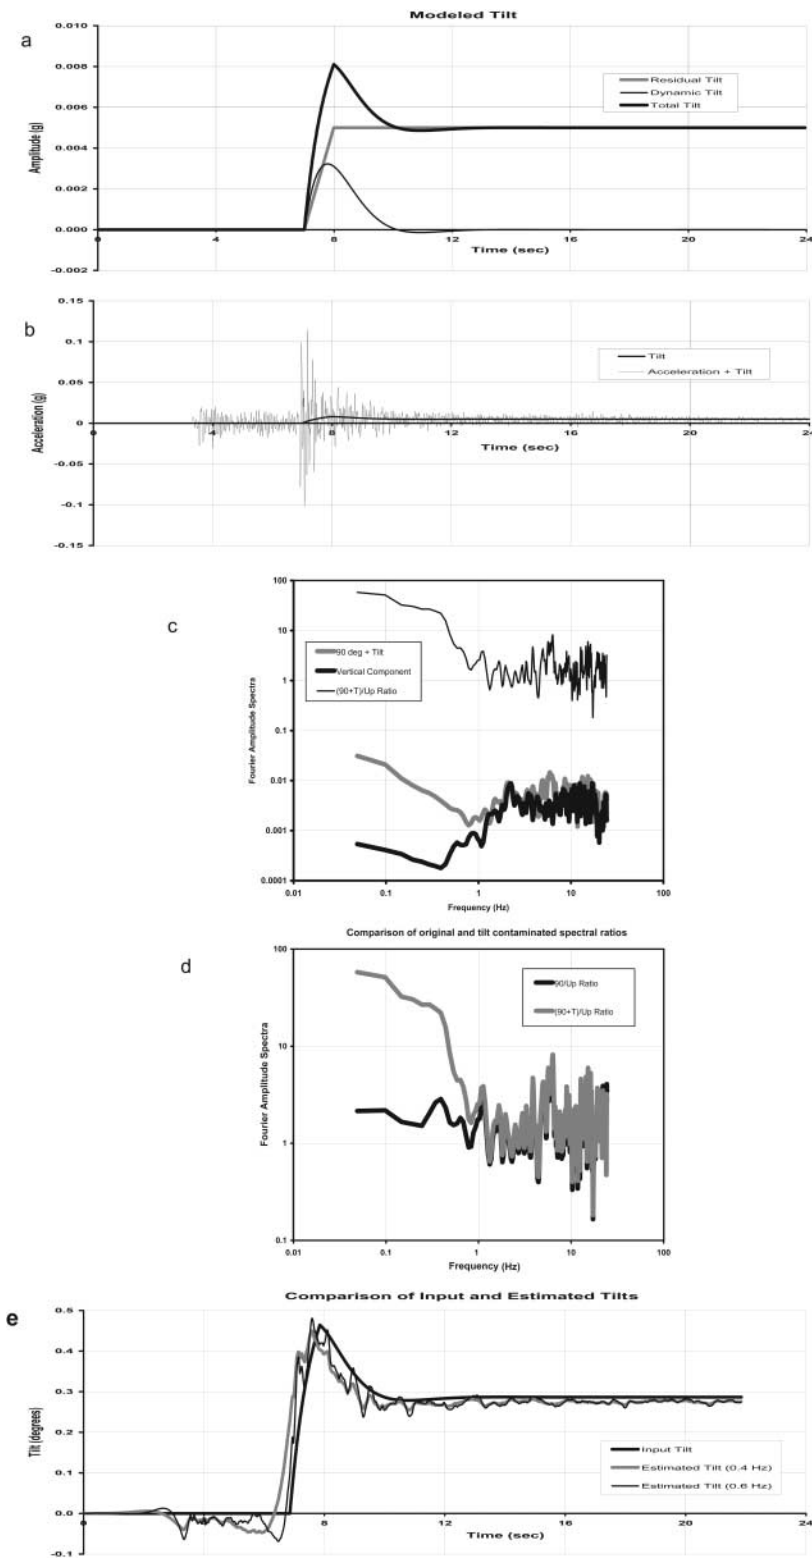 Modeled Tilt
a
0.010
0.008
0.006
0.004
0.002
0.000
-0.002
Amplitude (g)
Residual Tilt
Dynamic Tilt
Total Tilt
0 4 8 12 16 20 24
Time (sec)
b
0.15
0.1
0.05
0
-0.05
-0.1
-0.15
Acceleration (g)
Tilt
Acceleration + Tilt
0 4 8 12 16 20 24
Time (sec)
c
100
10
1
0.1
0.01
0.001
0.0001
Fourier Amplitude Spectra
90 deg + Tilt
Vertical Component
(90+T)/Up Ratio
0.01 0.1 1 10 100
Frequency (Hz)
Comparison of original and tilt contaminated spectral ratios
d
100
10
1
0.1
Fourier Amplitude Spectra
90/Up Ratio
(90+T)/Up Ratio
0.01 0.1 1 10 100
Frequency (Hz)
Comparison of Input and Estimated Tilts
e
0.5
0.4
0.3
0.2
0.1
0.0
-0.1
Tilt (degrees)
Input Tilt
Estimated Tilt (0.4 Hz)
Estimated Tilt (0.6 Hz)
0 4 8 12 16 20 24
Time (sec)